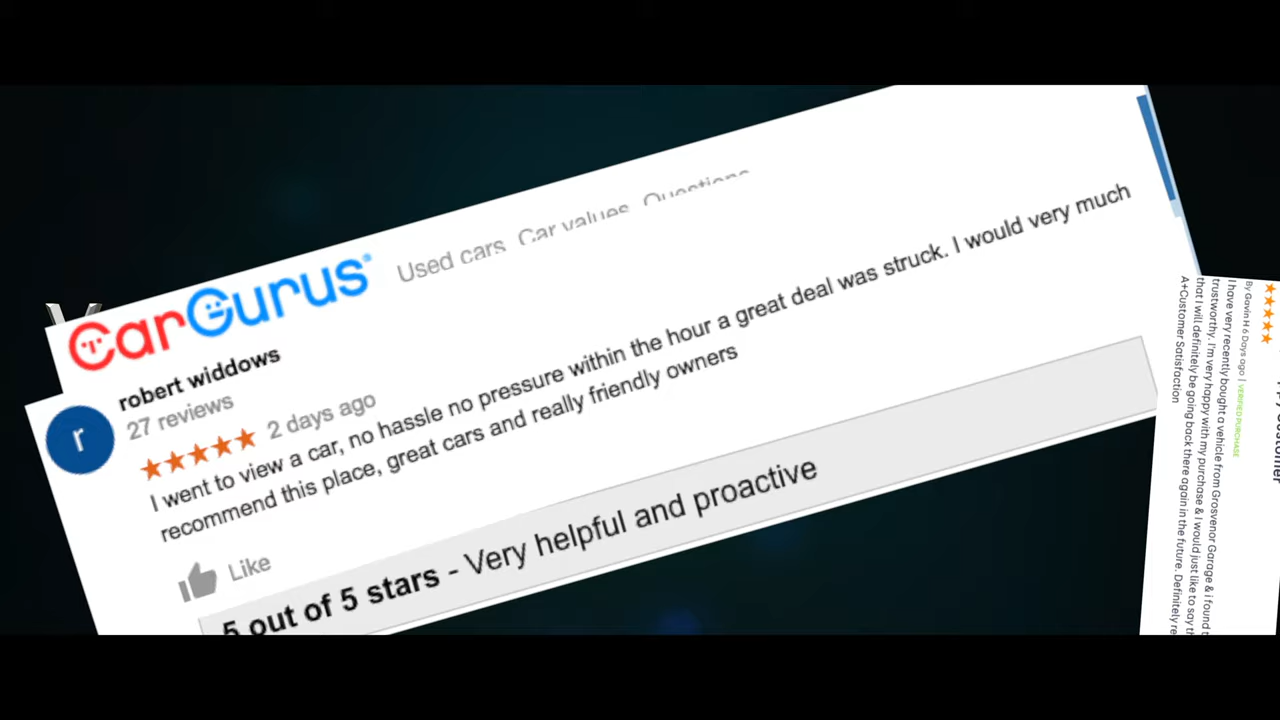 CarGurus
Used cars Car values Questions
robert widdows
27 reviews
2 days ago
I went to view a car, no hassle no pressure within the hour a great deal was struck. I would very much
recommend this place, great cars and really friendly owners
Like
5 out of 5 stars - Very helpful and proactive
By Gavin H 6 Days ago | VERIFIED PURCHASE
I have very recently bought a vehicle from Grosvenor Garage & i found
trustworthy. I'm very happy with my purchase & I would just like to say
that I will definitely be going back there again in the future. Definitely
A+Customer Satisfaction